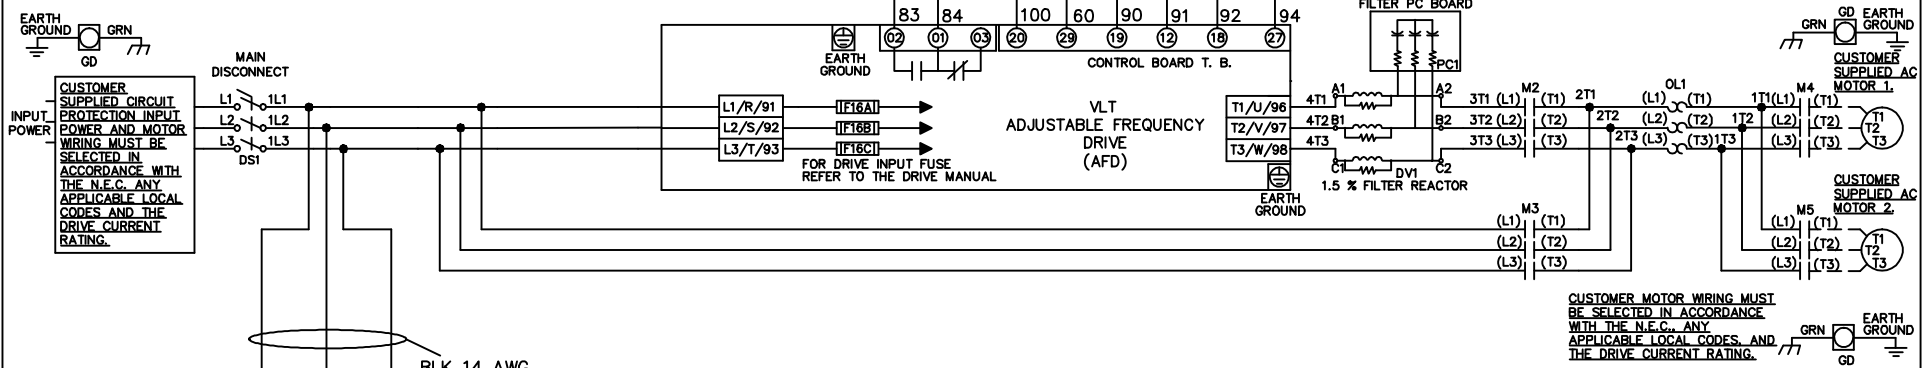 83 84 100 60 90 91 92 94
02 01 03 20 29 19 12 18 27
EARTH
GROUND
GRN
GD
MAIN
DISCONNECT
INPUT
POWER
CUSTOMER
SUPPLIED CIRCUIT
PROTECTION INPUT
POWER AND MOTOR
WIRING MUST BE
SELECTED IN
ACCORDANCE WITH
THE N.E.C. ANY
APPLICABLE LOCAL
CODES AND THE
DRIVE CURRENT
RATING.
L1 1L1
L2 1L2
L3 1L3
DS1
BLK 14 AWG
EARTH
GROUND
CONTROL BOARD T. B.
L1/R/91
L2/S/92
L3/T/93
IF16A
IF16B
IF16C
FOR DRIVE INPUT FUSE
REFER TO THE DRIVE MANUAL
VLT
ADJUSTABLE FREQUENCY
DRIVE
(AFD)
T1/U/96
T2/V/97
T3/W/98
EARTH
GROUND
FILTER PC BOARD
PC1
4T1 A1 A2
4T2 B1 B2
4T3
C1 C2
DV1
1.5 % FILTER REACTOR
M2
3T1 (L1) (T1) 2T1
3T2 (L2) (T2) 2T2
3T3 (L3) (T3) 2T3
M3
(L1) (T1)
(L2) (T2)
(L3) (T3)
OL1
(L1) (T1) 1T1
(L2) (T2) 1T2
(L3) (T3) 1T3
M4
(L1) (T1)
(L2) (T2)
(L3) (T3)
T1
T2
T3
GRN
GD
EARTH
GROUND
CUSTOMER
SUPPLIED AC
MOTOR 1.
CUSTOMER
SUPPLIED AC
MOTOR 2.
M5
(L1) (T1)
(L2) (T2)
(L3) (T3)
T1
T2
T3
CUSTOMER MOTOR WIRING MUST
BE SELECTED IN ACCORDANCE
WITH THE N.E.C., ANY
APPLICABLE LOCAL CODES, AND
THE DRIVE CURRENT RATING.
GRN
GD
EARTH
GROUND